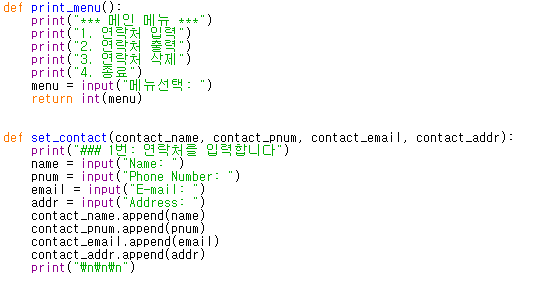 def print_menu():
    print("*** 메인 메뉴 ***")
    print("1. 연락처 입력")
    print("2. 연락처 출력")
    print("3. 연락처 삭제")
    print("4. 종료")
    menu = input("메뉴선택: ")
    return int(menu)
def set_contact(contact_name, contact_pnum, contact_email, contact_addr):
    print("### 1번: 연락처를 입력합니다")
    name = input("Name: ")
    pnum = input("Phone Number: ")
    email = input("E-mail: ")
    addr = input("Address: ")
    contact_name.append(name)
    contact_pnum.append(pnum)
    contact_email.append(email)
    contact_addr.append(addr)
    print("₩n₩n₩n")